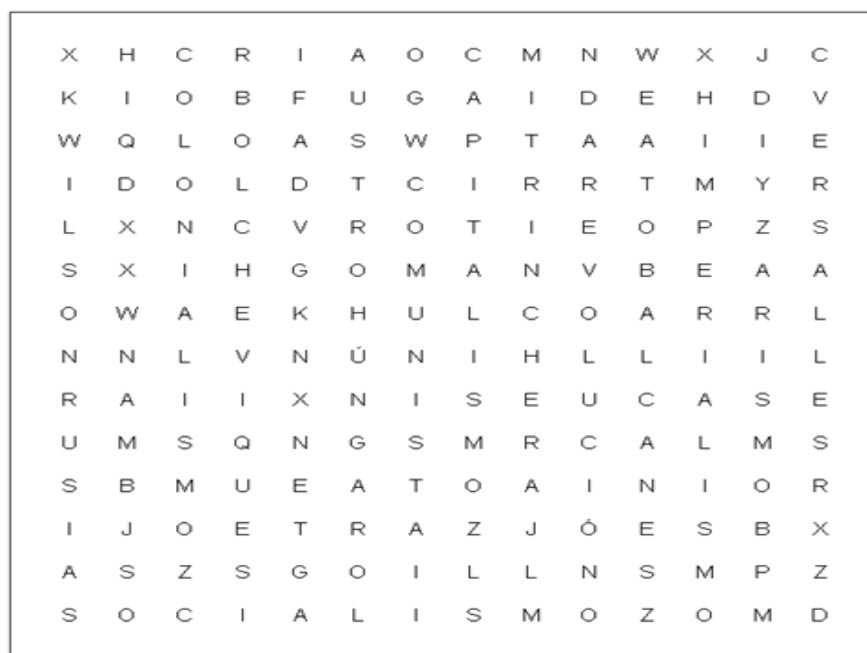 X H C R I A O C M N W X J C
K I O B F U G A I D E H D V
W Q L O A S W P T A A I I E
I D O L D T C I R R T M Y R
L X N C V R O T I E O P Z S
S X I H G O M A N V B E A A
O W A E K H U L C O A R R L
N N L V N Ú N I H L L I I L
R A I I X N I S E U C A S E
U M S Q N G S M R C A L M S
S B M U E A T O A I N I O R
I J O E T R A Z J Ó E S B X
A S Z S G O I L L N S M P Z
S O C I A L I S M O Z O M D